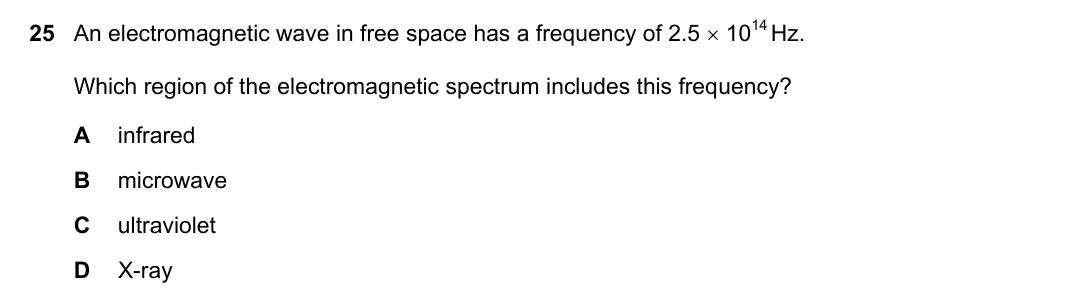 25 An electromagnetic wave in free space has a frequency of 2.5 × 10¹⁴ Hz.
Which region of the electromagnetic spectrum includes this frequency?
A infrared
B microwave
C ultraviolet
D X-ray